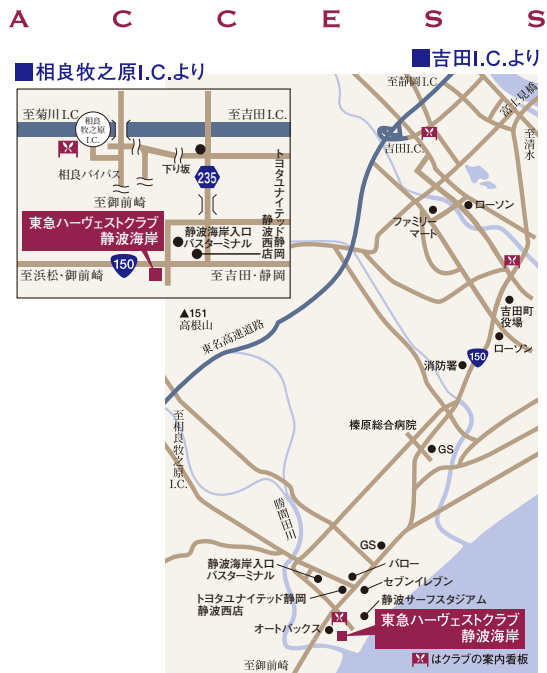 ACCESS
■相良牧之原I.C.より
至菊川I.C.
相良
牧之原
I.C.
至吉田I.C.
相良バイパス
下り坂
235
至御前崎
トヨタユナイテッド静岡
静波西店
東急ハーヴェストクラブ
静波海岸
静波海岸入口
バスターミナル
150
至浜松・御前崎
至吉田・静岡
■吉田I.C.より
至静岡I.C.
富士見橋
至清水
吉田I.C.
ローソン
ファミリー
マート
▲151
高根山
吉田町
役場
東名高速道路
ローソン
消防署
150
至相良牧之原I.C.
榛原総合病院
GS
勝間田川
GS
静波海岸入口
バスターミナル
バロー
セブンイレブン
トヨタユナイテッド静岡
静波西店
静波サーフスタジアム
オートバックス
東急ハーヴェストクラブ
静波海岸
至御前崎
はクラブの案内看板